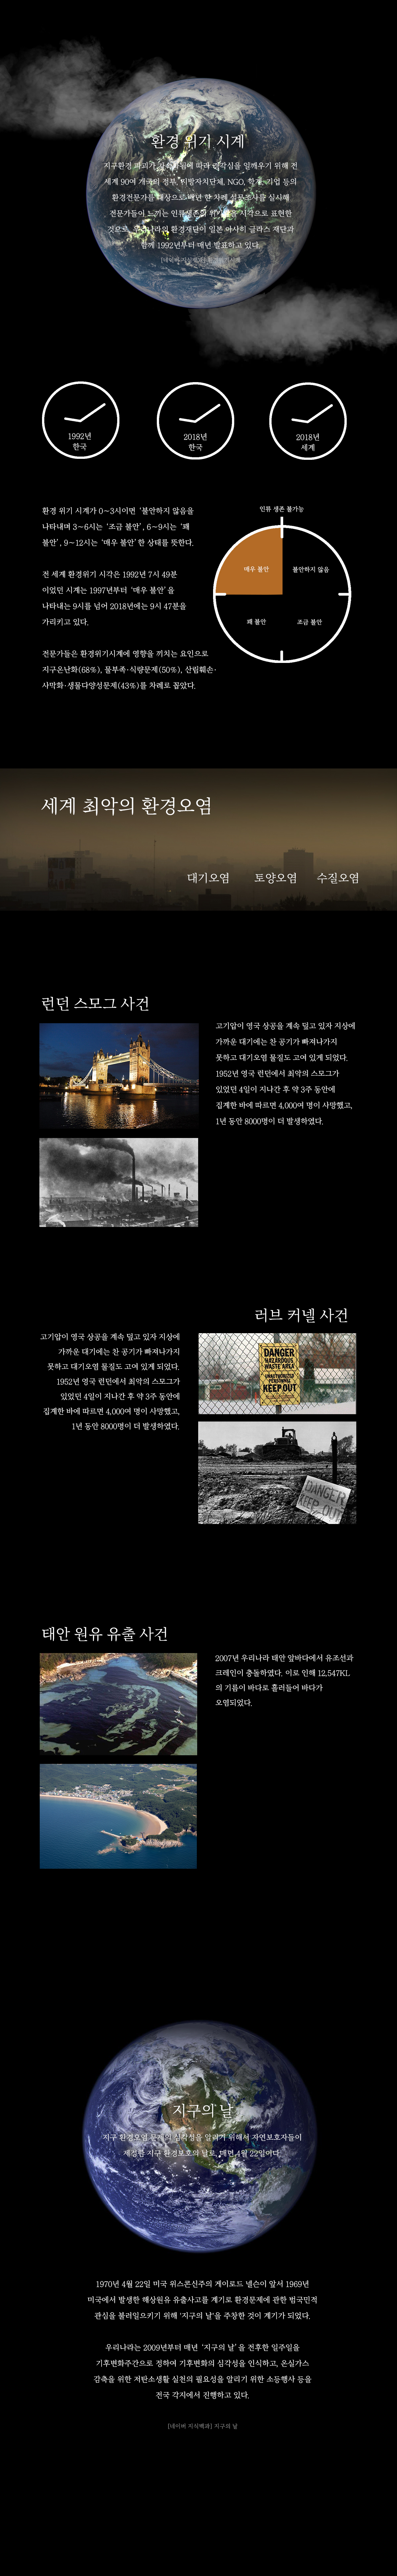 환경 위기 시계
지구환경 파괴가 심각해짐에 따라 경각심을 일깨우기 위해 전
세계 90여 개국의 정부, 지방자치단체, NGO, 학계, 기업 등의
환경전문가를 대상으로 매년 한 차례 설문조사를 실시해
전문가들이 느끼는 인류생존의 위기감을 시각으로 표현한
것으로, 우리나라의 환경재단이 일본 아사히 글라스 재단과
함께 1992년부터 매년 발표하고 있다.
[네이버 지식백과] 환경위기시계
1992년
한국
2018년
한국
2018년
세계
환경 위기 시계가 0~3시이면 '불안하지 않음을
나타내며 3~6시는 '조금 불안', 6~9시는 '꽤
불안', 9~12시는 '매우 불안'한 상태를 뜻한다.
전 세계 환경위기 시각은 1992년 7시 49분
이었던 시계는 1997년부터 '매우 불안'을
나타내는 9시를 넘어 2018년에는 9시 47분을
가리키고 있다.
전문가들은 환경위기시계에 영향을 끼치는 요인으로
지구온난화(68%), 물부족·식량문제(50%), 산림훼손·
사막화·생물다양성문제(43%)를 차례로 꼽았다.
인류 생존 불가능
매우 불안
불안하지 않음
꽤 불안
조금 불안
세계 최악의 환경오염
대기오염 토양오염 수질오염
런던 스모그 사건
고기압이 영국 상공을 계속 덮고 있자 지상에
가까운 대기에는 찬 공기가 빠져나가지
못하고 대기오염 물질도 고여 있게 되었다.
1952년 영국 런던에서 최악의 스모그가
있었던 4일이 지나간 후 약 3주 동안에
집계한 바에 따르면 4,000여 명이 사망했고,
1년 동안 8000명이 더 발생하였다.
러브 커넬 사건
고기압이 영국 상공을 계속 덮고 있자 지상에
가까운 대기에는 찬 공기가 빠져나가지
못하고 대기오염 물질도 고여 있게 되었다.
1952년 영국 런던에서 최악의 스모그가
있었던 4일이 지나간 후 약 3주 동안에
집계한 바에 따르면 4,000여 명이 사망했고,
1년 동안 8000명이 더 발생하였다.
DANGER
HAZARDOUS
WASTE AREA
UNAUTHORIZED
PERSONNEL
KEEP OUT
DANGER
KEEP OUT
태안 원유 유출 사건
2007년 우리나라 태안 앞바다에서 유조선과
크레인이 충돌하였다. 이로 인해 12,547KL
의 기름이 바다로 흘러들어 바다가
오염되었다.
지구의 날
지구 환경오염 문제의 심각성을 알리기 위해서 자연보호자들이
제정한 지구 환경보호의 날로, 매년 4월 22일이다.
1970년 4월 22일 미국 위스콘신주의 게이로드 넬슨이 앞서 1969년
미국에서 발생한 해상원유 유출사고를 계기로 환경문제에 관한 범국민적
관심을 불러일으키기 위해 '지구의 날'을 주창한 것이 계기가 되었다.
우리나라는 2009년부터 매년 '지구의 날'을 전후한 일주일을
기후변화주간으로 정하여 기후변화의 심각성을 인식하고, 온실가스
감축을 위한 저탄소생활 실천의 필요성을 알리기 위한 소등행사 등을
전국 각지에서 진행하고 있다.
[네이버 지식백과] 지구의 날